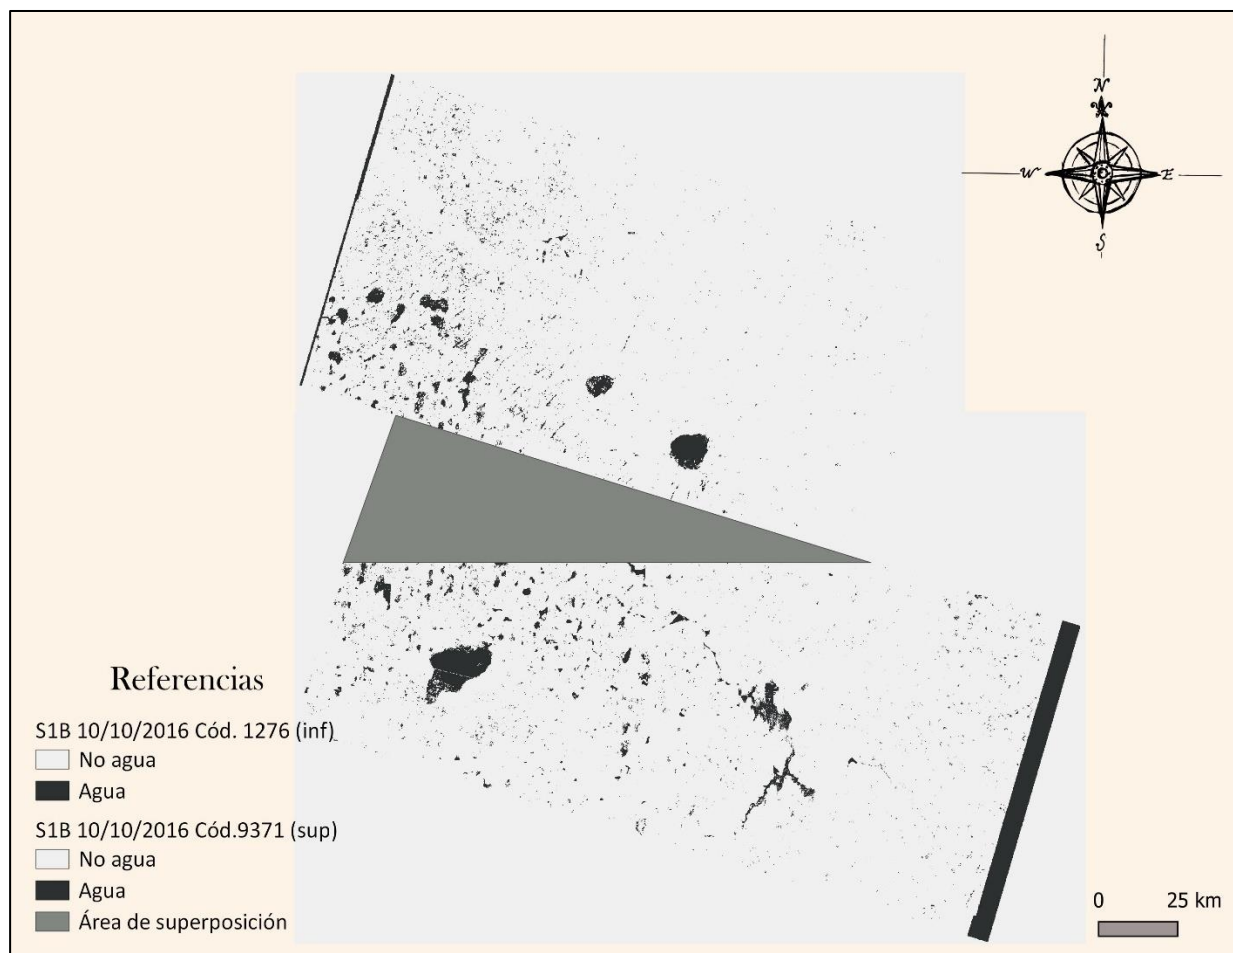 N
W
E
S
Referencias
S1B 10/10/2016 Cód. 1276 (inf)
No agua
Agua
S1B 10/10/2016 Cód.9371 (sup)
No agua
Agua
Área de superposición
0 25 km